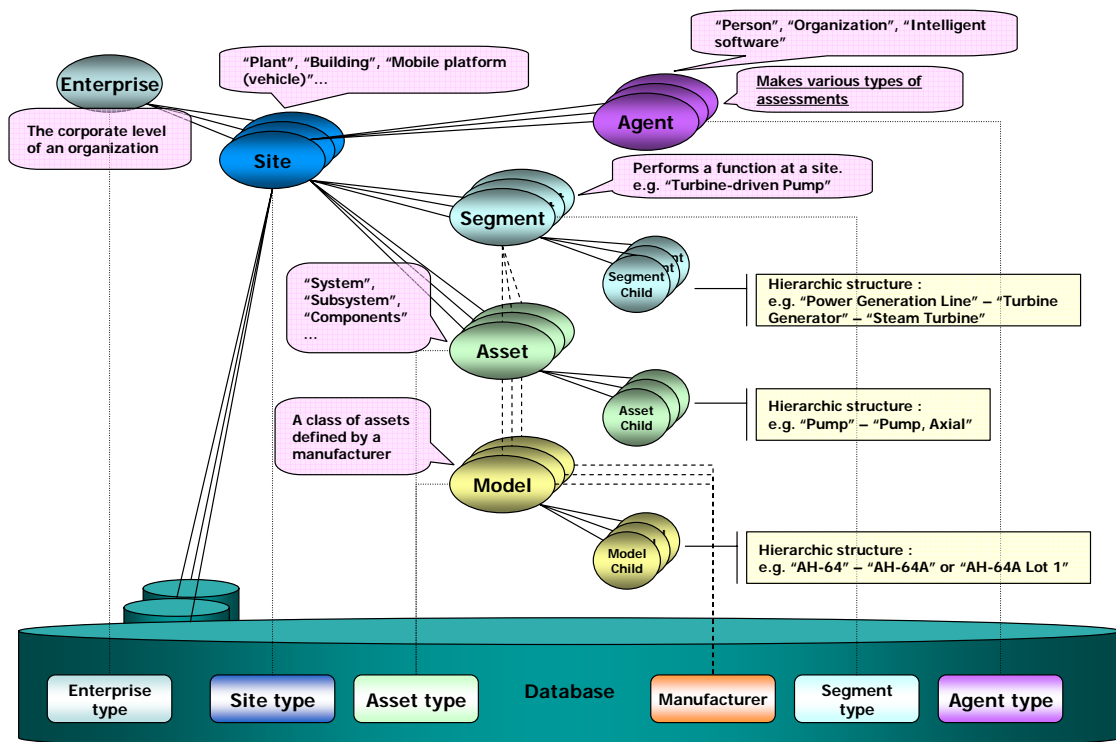 “Person”, “Organization”, “Intelligent
software”
“Plant”, “Building”, “Mobile platform
(vehicle)”…
Enterprise
Makes various types of
assessments
Agent
The corporate level
of an organization
Site
Performs a function at a site.
e.g. “Turbine-driven Pump”
Segment
Segment
Child
Hierarchic structure :
e.g. “Power Generation Line” – “Turbine
Generator” – “Steam Turbine”
“System”,
“Subsystem”,
“Components”
…
Asset
Asset
Child
Hierarchic structure :
e.g. “Pump” – “Pump, Axial”
A class of assets
defined by a
manufacturer
Model
Model
Child
Hierarchic structure :
e.g. “AH-64” – “AH-64A” or “AH-64A Lot 1”
Enterprise
type
Site type
Asset type
Database
Manufacturer
Segment
type
Agent type